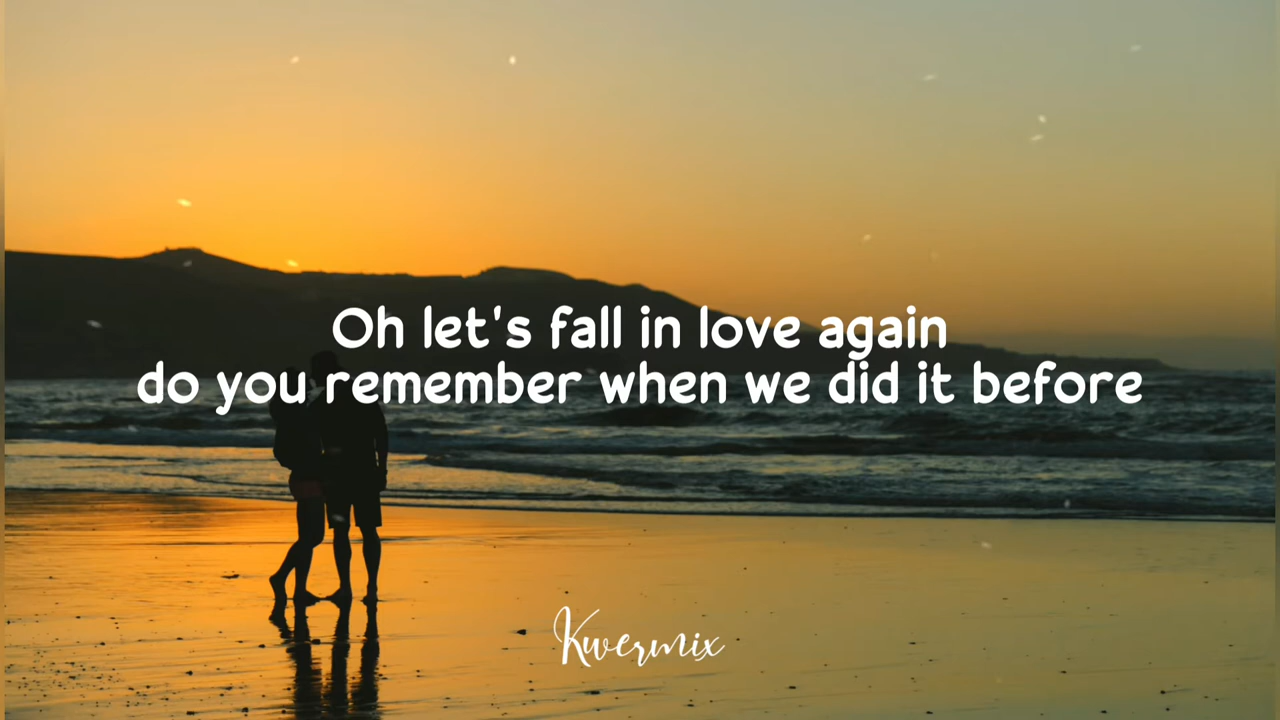 Oh let's fall in love again
do you remember when we did it before
Kwermix